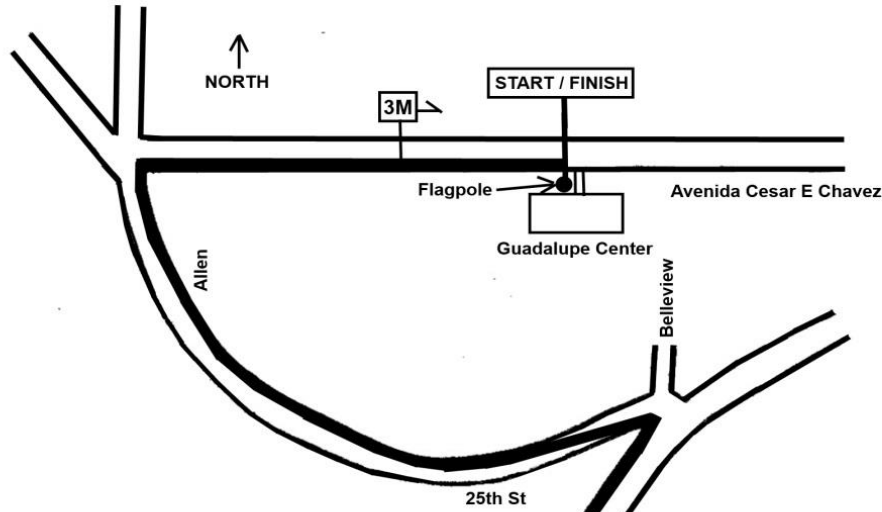 NORTH
START / FINISH
3M
Flagpole
Avenida Cesar E Chavez
Guadalupe Center
Allen
Belleview
25th St